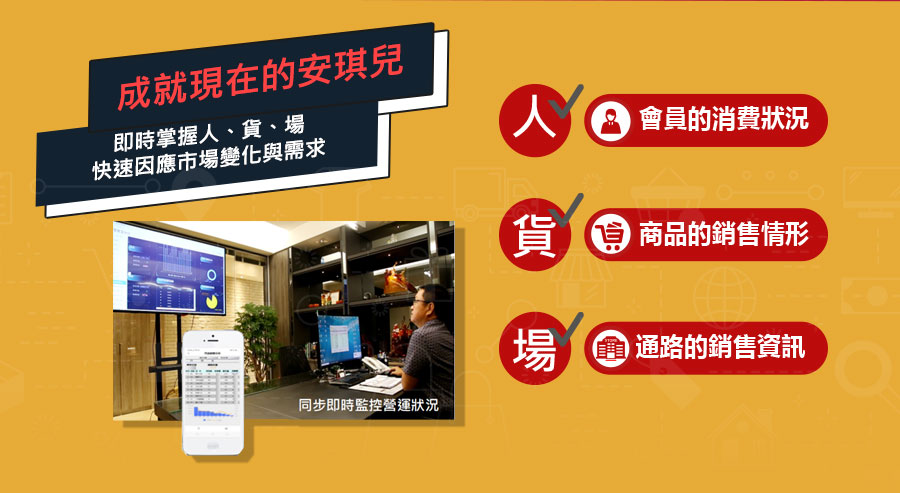 成就現在的安琪兒
即時掌握人、貨、場
快速因應市場變化與需求
同步即時監控營運狀況
人
會員的消費狀況
貨
商品的銷售情形
場
通路的銷售資訊